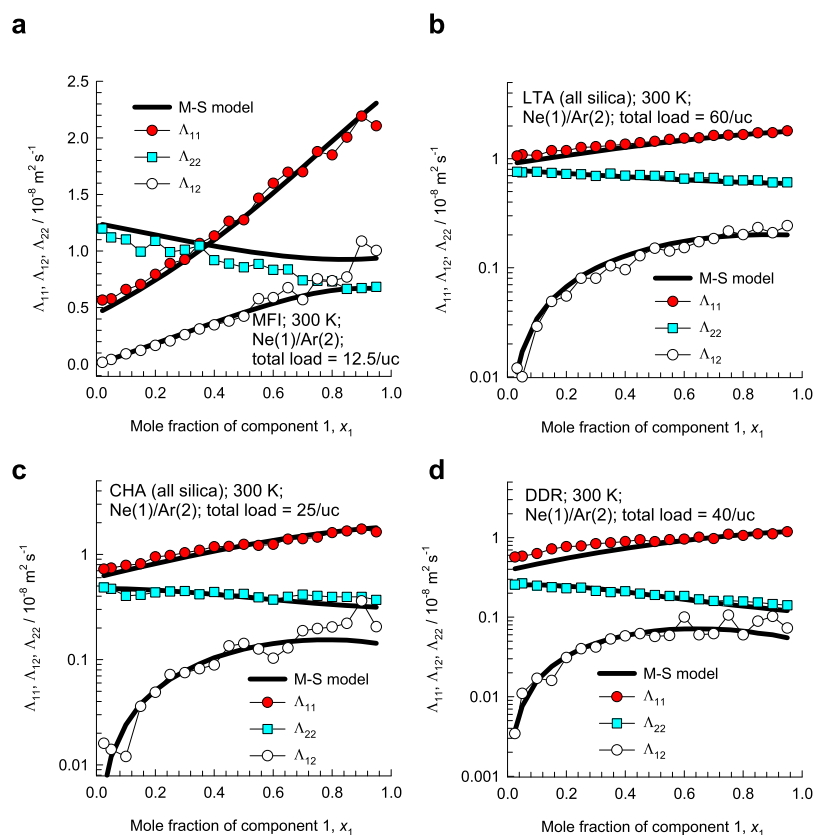 a
2.5
2.0
1.5
1.0
0.5
0.0
Λ11, Λ12, Λ22 / 10-8 m2 s-1
M-S model
Λ11
Λ22
Λ12
MFI; 300 K;
Ne(1)/Ar(2);
total load = 12.5/uc
0.0 0.2 0.4 0.6 0.8 1.0
Mole fraction of component 1, x1
b
LTA (all silica); 300 K;
Ne(1)/Ar(2); total load = 60/uc
1
0.1
0.01
Λ11, Λ12, Λ22 / 10-8 m2 s-1
M-S model
Λ11
Λ22
Λ12
0.0 0.2 0.4 0.6 0.8 1.0
Mole fraction of component 1, x1
c
CHA (all silica); 300 K;
Ne(1)/Ar(2); total load = 25/uc
1
0.1
0.01
Λ11, Λ12, Λ22 / 10-8 m2 s-1
M-S model
Λ11
Λ22
Λ12
0.0 0.2 0.4 0.6 0.8 1.0
Mole fraction of component 1, x1
d
DDR; 300 K;
Ne(1)/Ar(2); total load = 40/uc
1
0.1
0.01
0.001
Λ11, Λ12, Λ22 / 10-8 m2 s-1
M-S model
Λ11
Λ22
Λ12
0.0 0.2 0.4 0.6 0.8 1.0
Mole fraction of component 1, x1